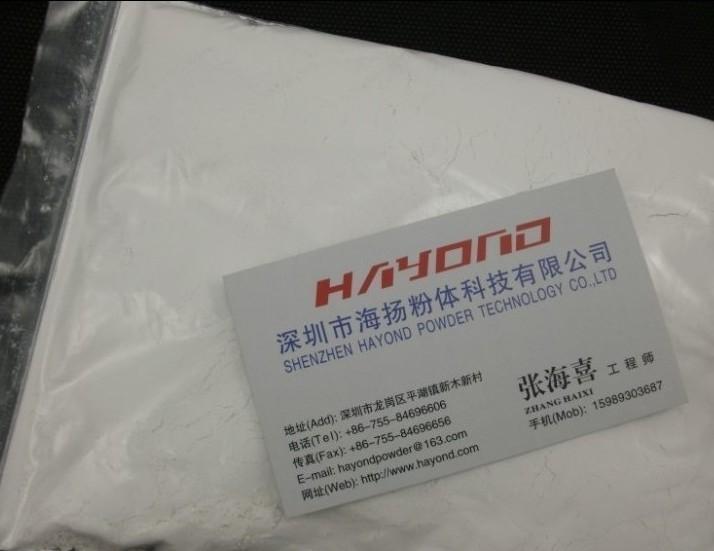 HAYOND
深圳市海扬粉体科技有限公司
SHENZHEN HAYOND POWDER TECHNOLOGY CO.,LTD
张海喜 工程师
ZHANG HAIXI
手机(Mob): 15989303687
地址(Add): 深圳市龙岗区平湖镇新木新村
电话(Tel): +86-755-84696606
传真(Fax): +86-755-84696656
E-mail: hayondpowder@163.com
网址(Web): http://www.hayond.com